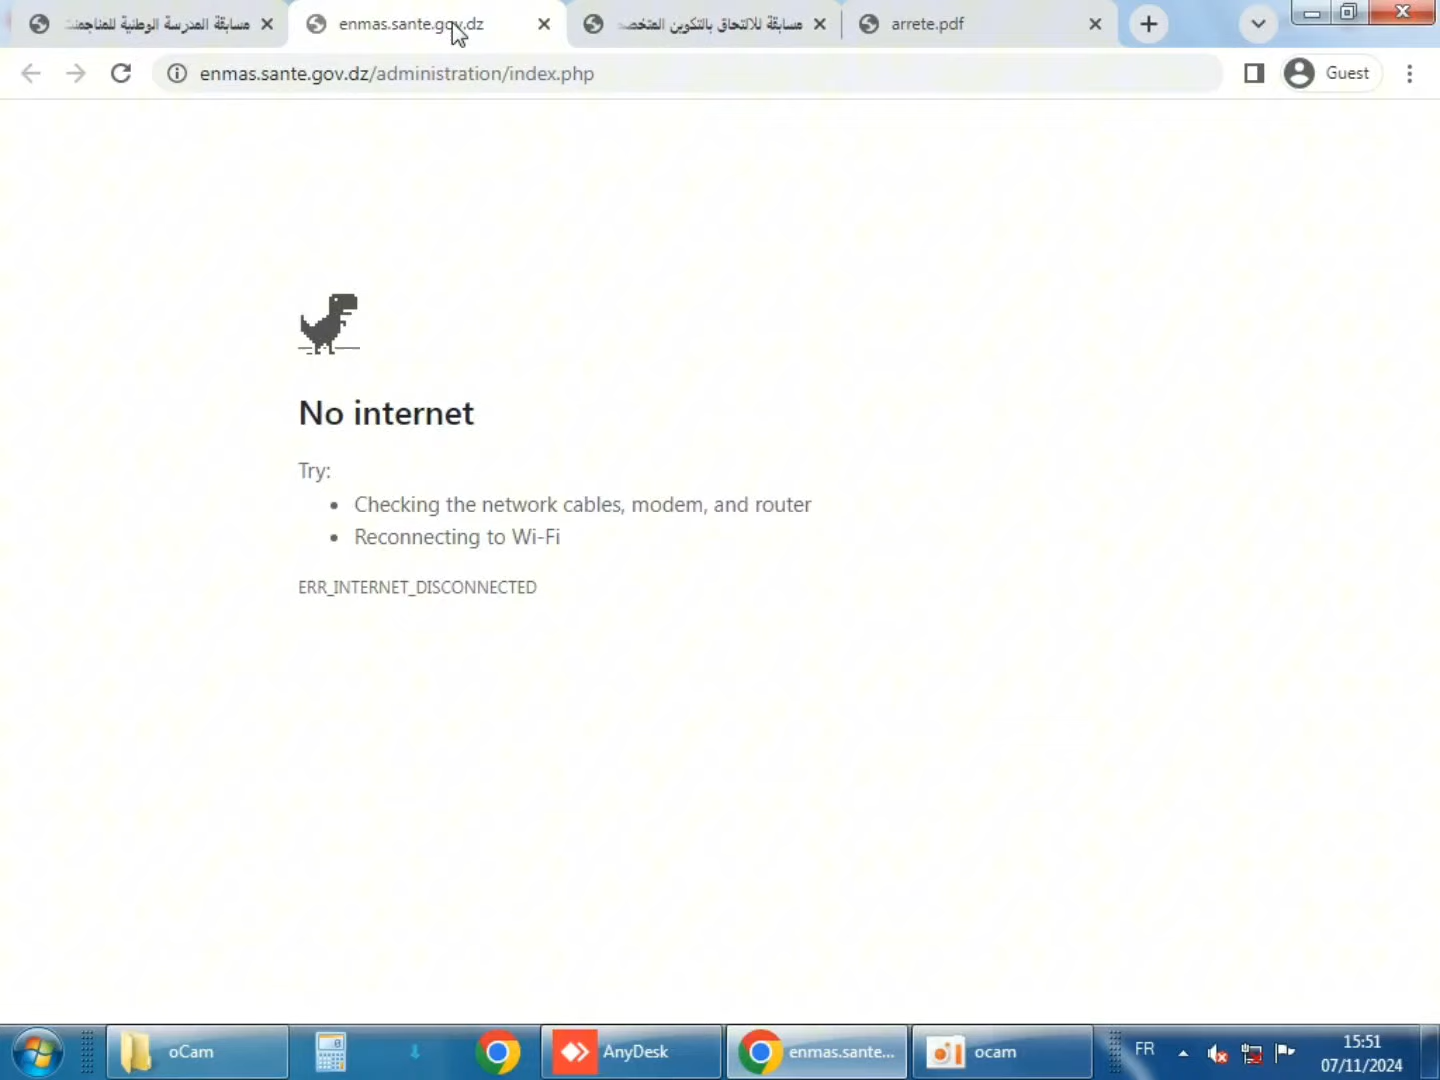 مسابقة المدرسة الوطنية للمناجمنت
enmas.sante.gov.dz
مسابقة للالتحاق بالتكوين المتخصص
arrete.pdf
enmas.sante.gov.dz/administration/index.php
Guest
No internet
Try:
Checking the network cables, modem, and router
Reconnecting to Wi-Fi
ERR_INTERNET_DISCONNECTED
oCam
AnyDesk
enmas.sante...
ocam
FR
15:51
07/11/2024